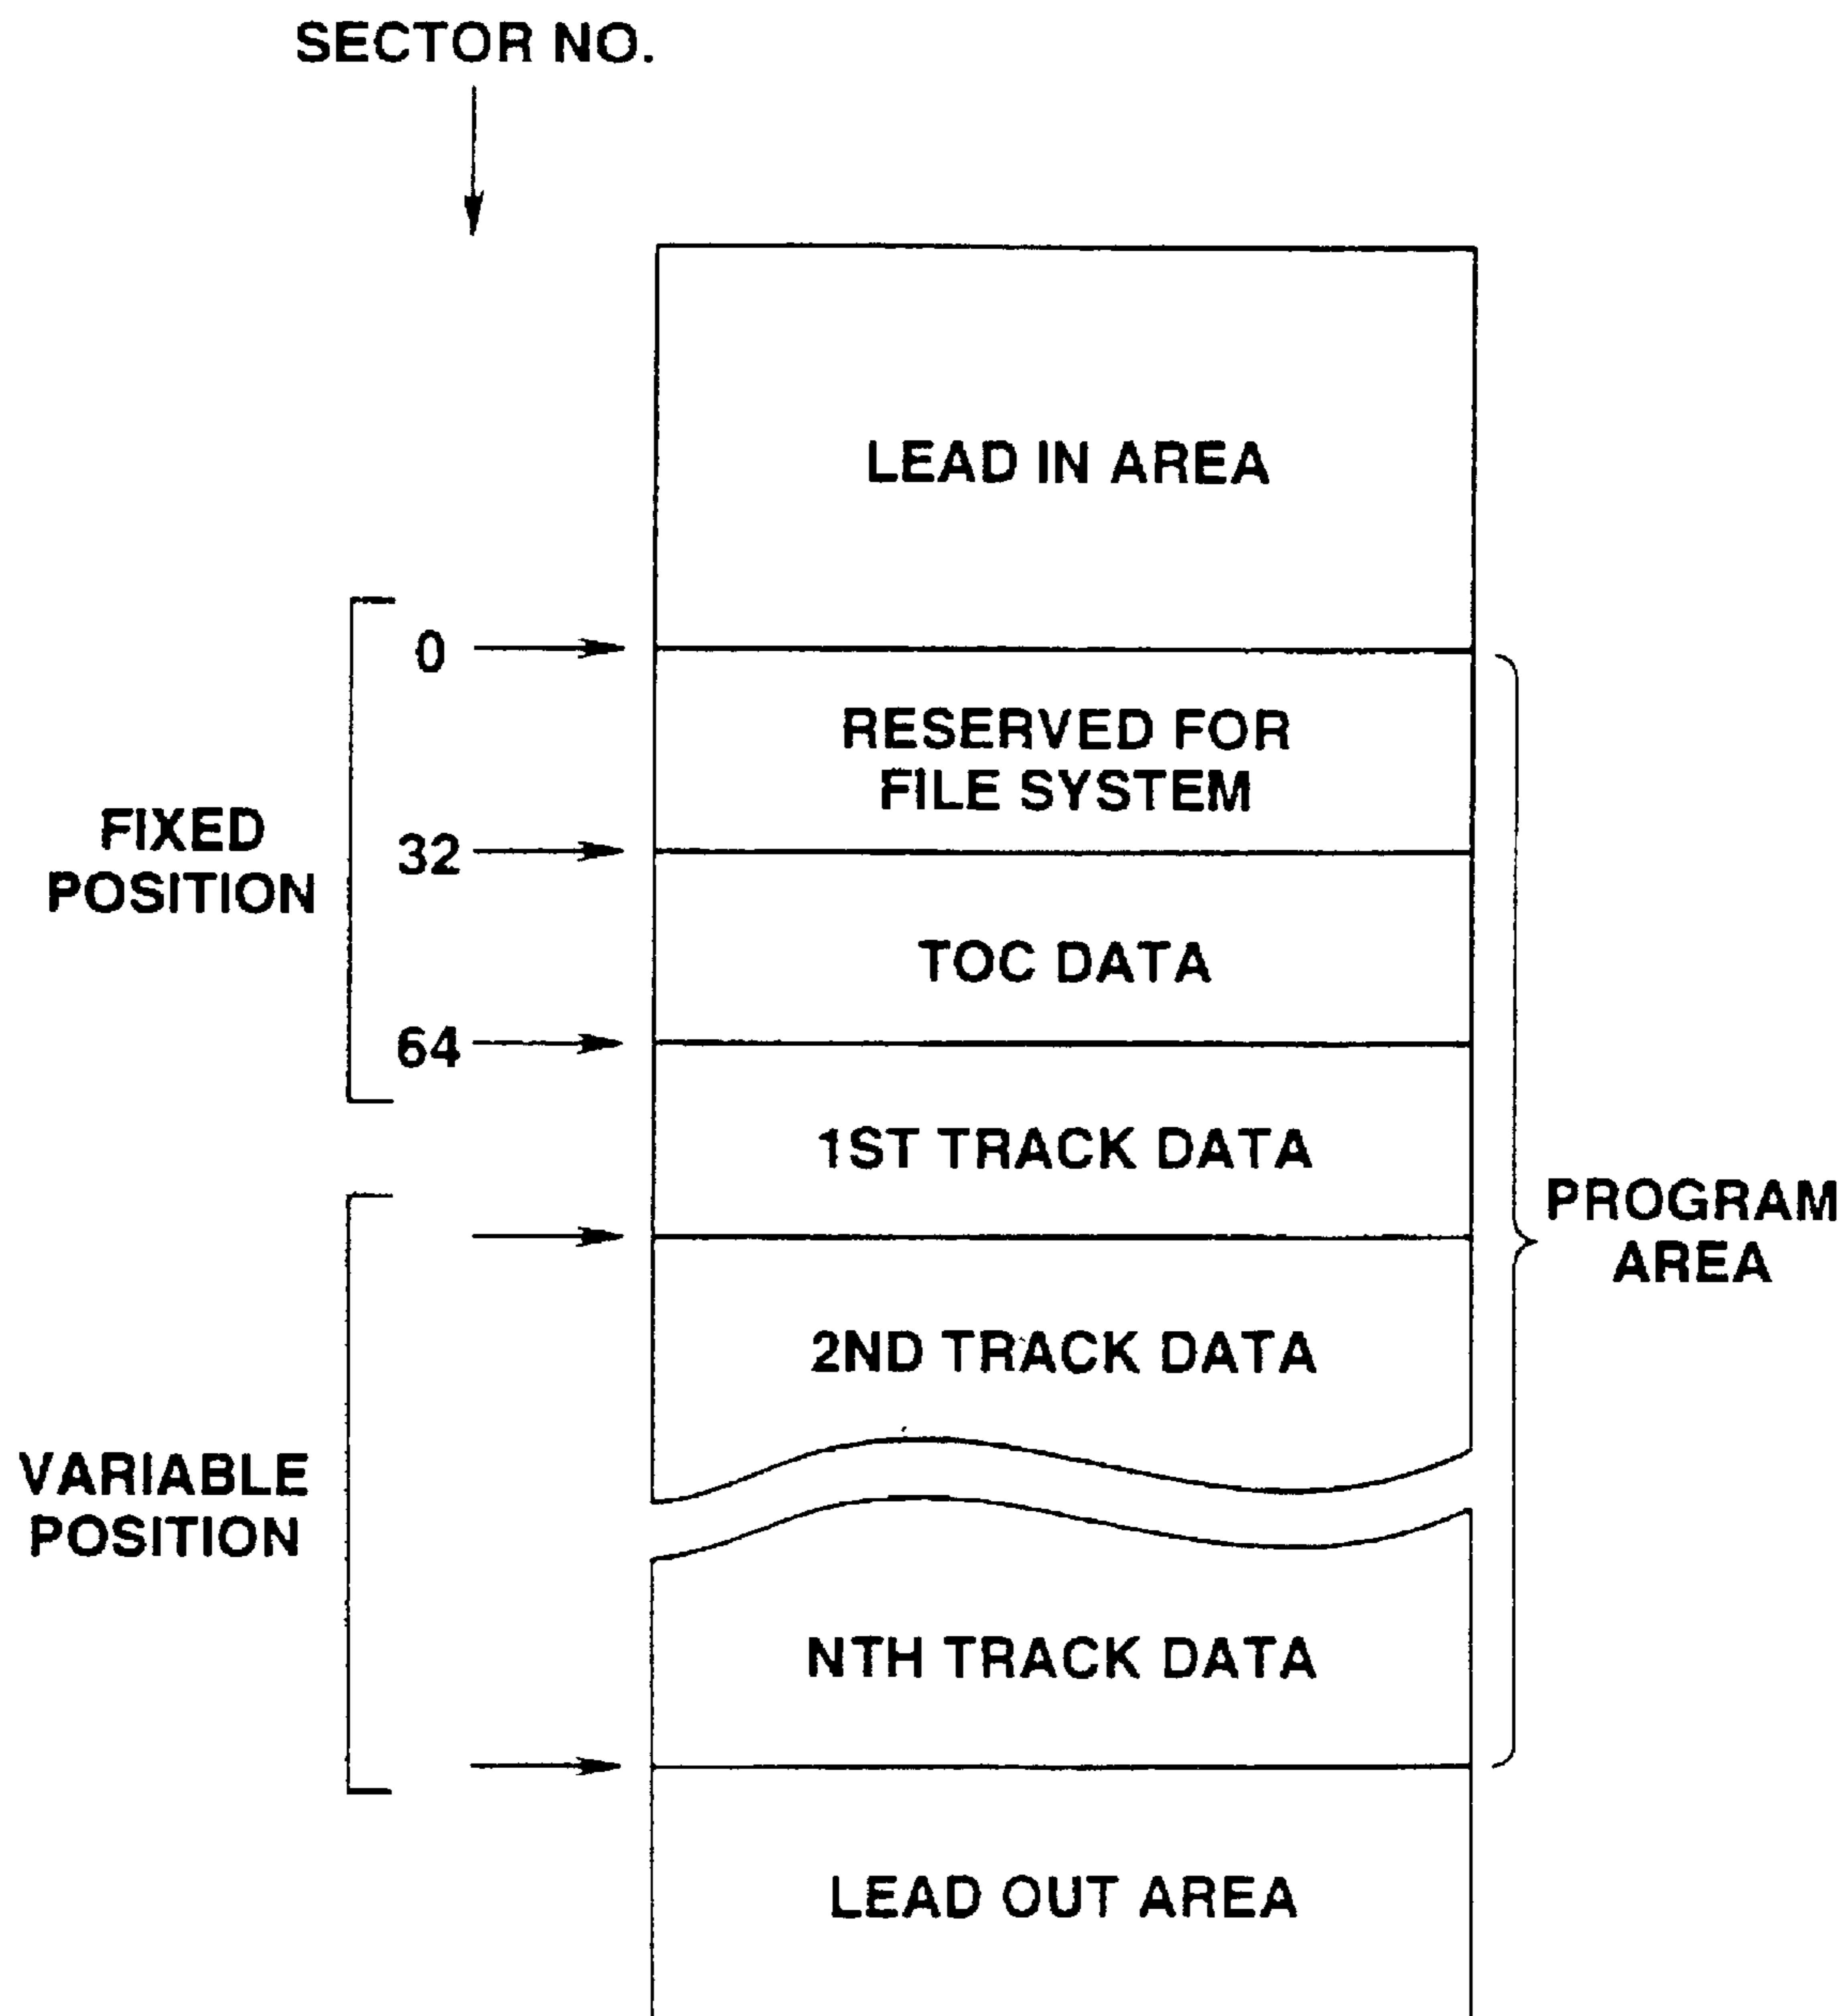 SECTOR NO.
LEAD IN AREA
0
RESERVED FOR
FILE SYSTEM
FIXED
POSITION
32
TOC DATA
64
1ST TRACK DATA
PROGRAM
AREA
2ND TRACK DATA
VARIABLE
POSITION
NTH TRACK DATA
LEAD OUT AREA